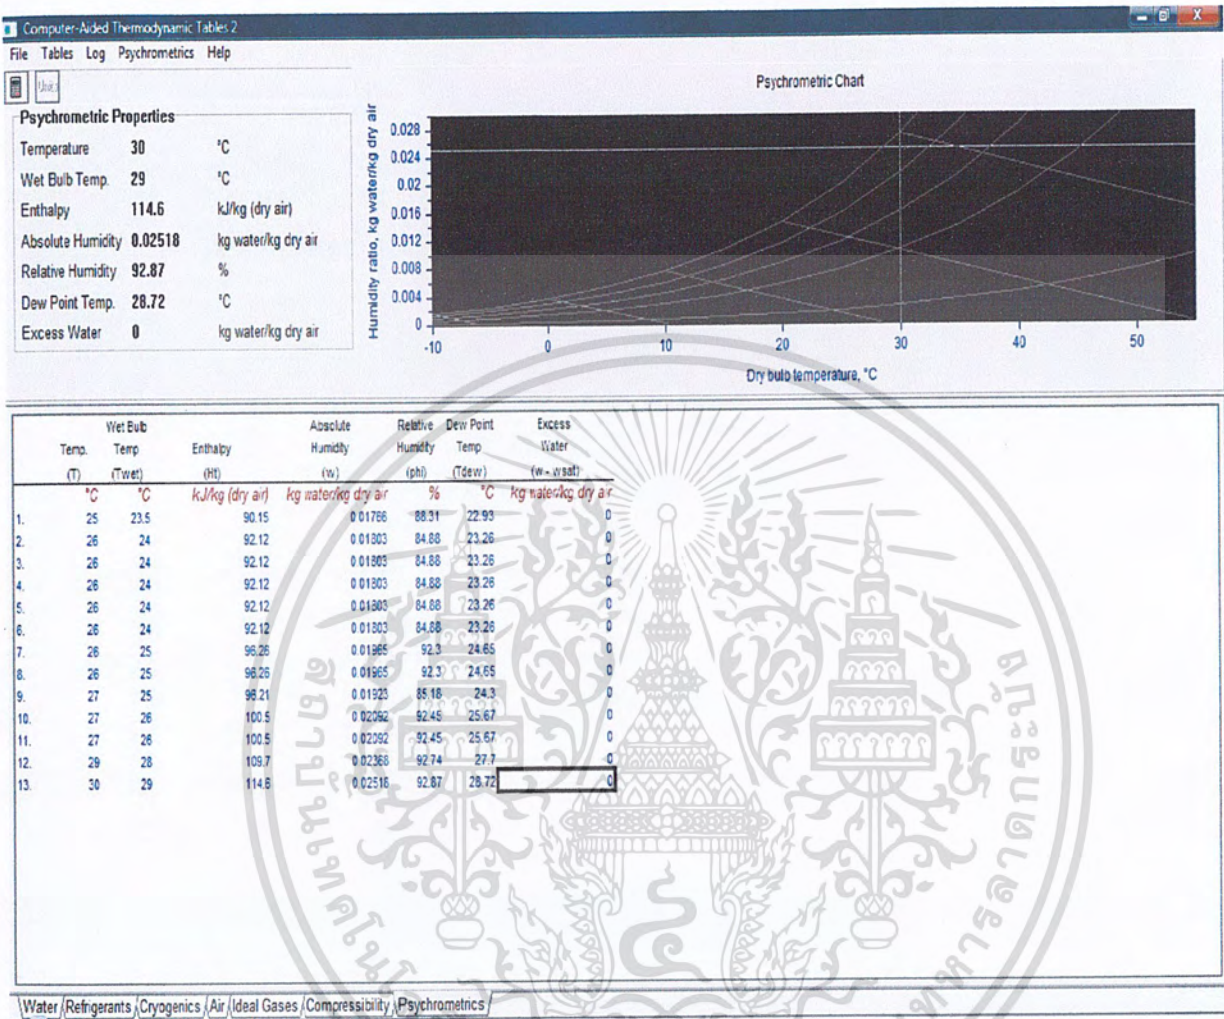 Computer-Aided Thermodynamic Tables 2
File Tables Log Psychrometrics Help
Psychrometric Properties
Temperature 30 °C
Wet Bulb Temp. 29 °C
Enthalpy 114.6 kJ/kg (dry air)
Absolute Humidity 0.02518 kg water/kg dry air
Relative Humidity 92.87 %
Dew Point Temp. 28.72 °C
Excess Water 0 kg water/kg dry air
Psychrometric Chart
Humidity ratio, kg water/kg dry air
0.028
0.024
0.02
0.016
0.012
0.008
0.004
0
-10 0 10 20 30 40 50
Dry bulb temperature, °C
Wet Bulb Absolute Relative Dew Point Excess
Temp. Temp Enthalpy Humidity Humidity Temp Water
(T) (Twet) (Ht) (w) (phi) (Tdew) (w - wsat)
°C °C kJ/kg (dry air) kg water/kg dry air % °C kg water/kg dry air
1. 25 23.5 90.15 0.01766 88.31 22.93 0
2. 26 24 92.12 0.01803 84.88 23.26 0
3. 26 24 92.12 0.01803 84.88 23.26 0
4. 26 24 92.12 0.01803 84.88 23.26 0
5. 26 24 92.12 0.01803 84.88 23.26 0
6. 26 24 92.12 0.01803 84.88 23.26 0
7. 26 25 96.26 0.01965 92.3 24.65 0
8. 26 25 96.26 0.01965 92.3 24.65 0
9. 27 25 96.21 0.01923 85.18 24.3 0
10. 27 26 100.5 0.02092 92.45 25.67 0
11. 27 26 100.5 0.02092 92.45 25.67 0
12. 29 28 109.7 0.02368 92.74 27.7 0
13. 30 29 114.6 0.02518 92.87 28.72 0
Water Refrigerants Cryogenics Air Ideal Gases Compressibility Psychrometrics